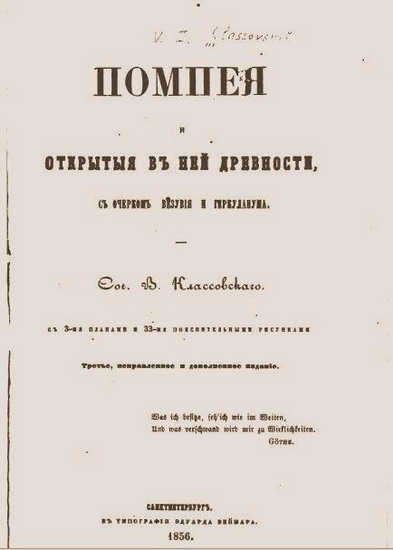 V. I. Classovskii
ПОМПЕЯ
и
ОТКРЫТЫЯ ВЪ НЕЙ ДРЕВНОСТИ,
СЪ ОЧЕРКОМЪ ВЕЗУВІЯ И ГЕРКУЛАНУМА.
Соч. В. Классовскаго.
СЪ 3-МЯ ПЛАНАМИ И 33-МЯ ПОЯСНИТЕЛЬНЫМИ РИСУНКАМИ
Третье, исправленное и дополненное изданіе.
Was ich besitze, seh'ich wie im Weiten,
Und was verschwand wird mir zu Wirklichkeiten.
Göthe.
САНКТПЕТЕРБУРГЪ.
ВЪ ТИПОГРАФІИ ЭДУАРДА ВЕЙМАРА.
1856.